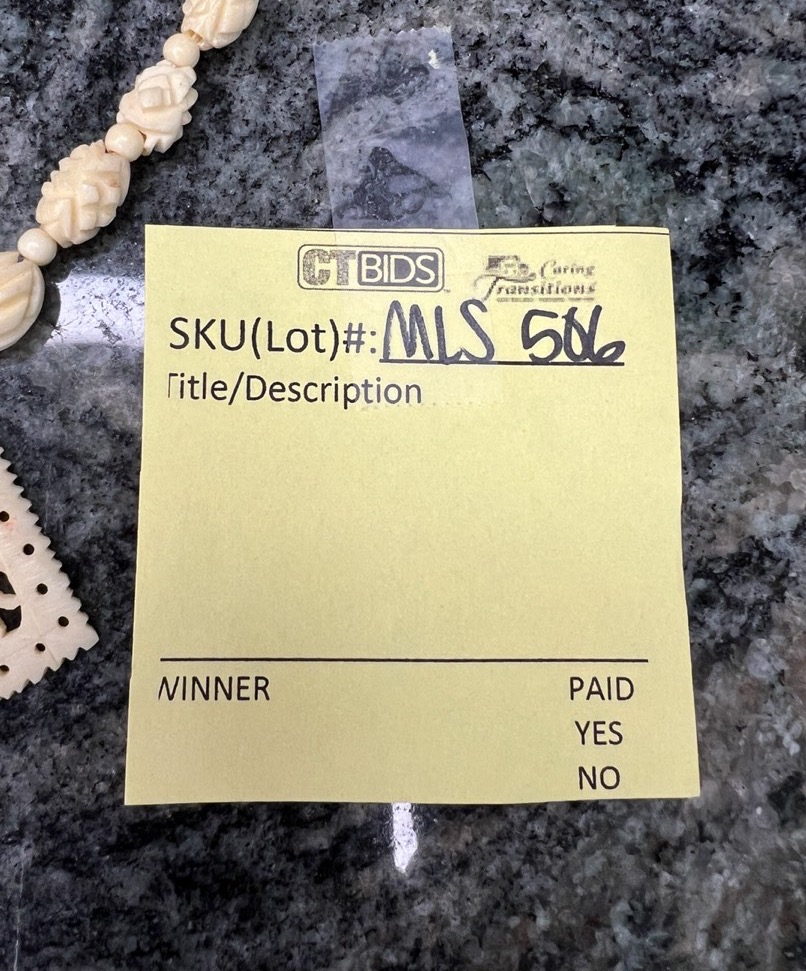 CTBIDS Caring
Transitions
SKU(Lot)#: MLS 506
Title/Description
WINNER PAID
YES
NO